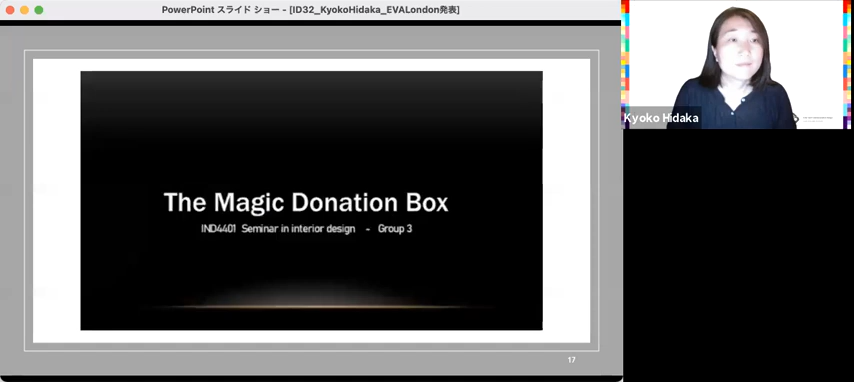 PowerPoint スライド ショー - [ID32_KyokoHidaka_EVALondon発表]
The Magic Donation Box
IND4401 Seminar in interior design - Group 3
17
Kyoko Hidaka